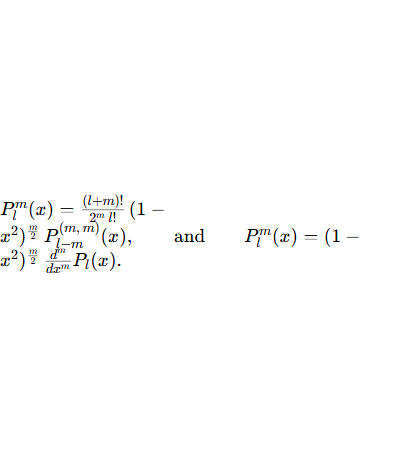 $P_l^m(x) = \frac{(l+m)!}{2^m \, l!} \, (1 -$
$x^2)^{\frac{m}{2}} \, P_{l-m}^{(m,\,m)}(x),$ and $P_l^m(x) = (1 -$
$x^2)^{\frac{m}{2}} \, \frac{d^m}{dx^m} P_l(x).$